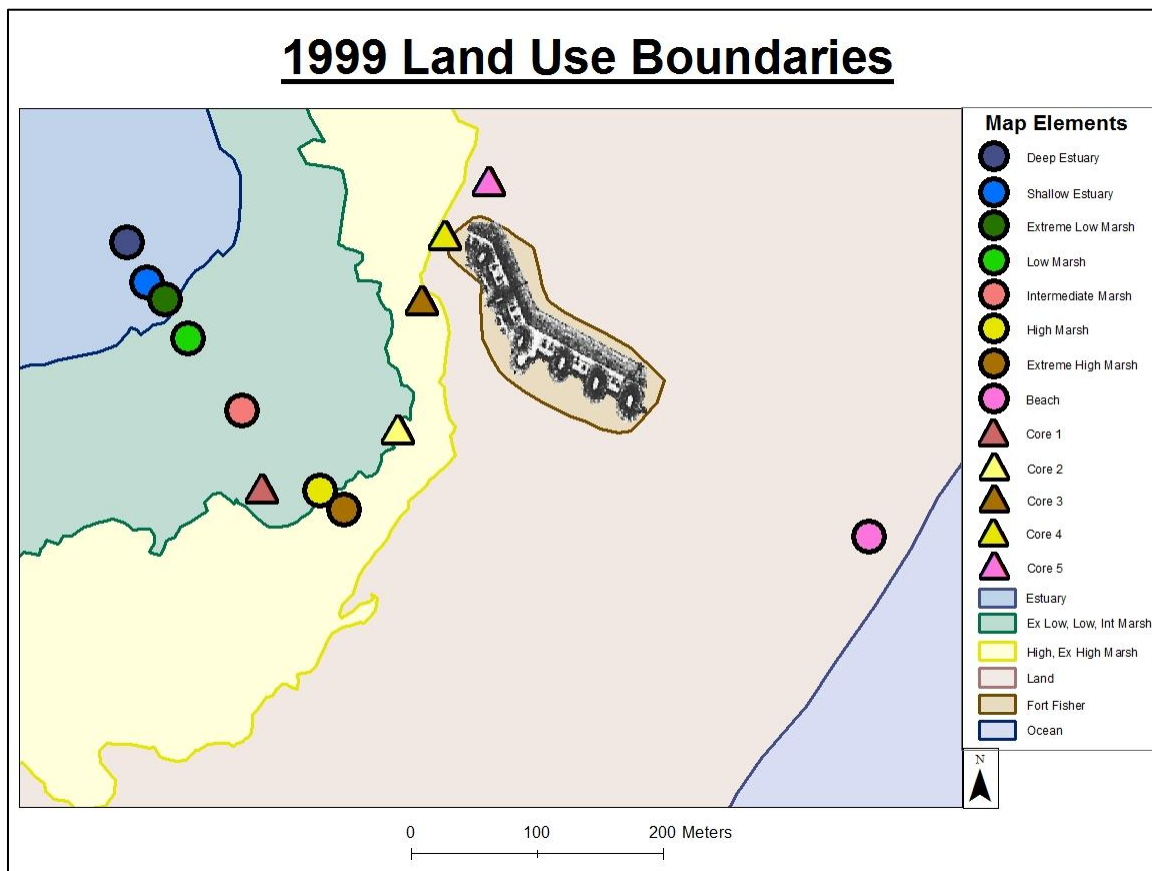 1999 Land Use Boundaries
Map Elements
Deep Estuary
Shallow Estuary
Extreme Low Marsh
Low Marsh
Intermediate Marsh
High Marsh
Extreme High Marsh
Beach
Core 1
Core 2
Core 3
Core 4
Core 5
Estuary
Ex Low, Low, Int Marsh
High, Ex High Marsh
Land
Fort Fisher
Ocean
N
0 100 200 Meters